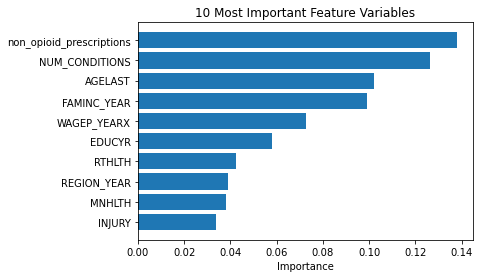 10 Most Important Feature Variables
non_opioid_prescriptions
NUM_CONDITIONS
AGELAST
FAMINC_YEAR
WAGEP_YEARX
EDUCYR
RTHLTH
REGION_YEAR
MNHLTH
INJURY
0.00 0.02 0.04 0.06 0.08 0.10 0.12 0.14
Importance